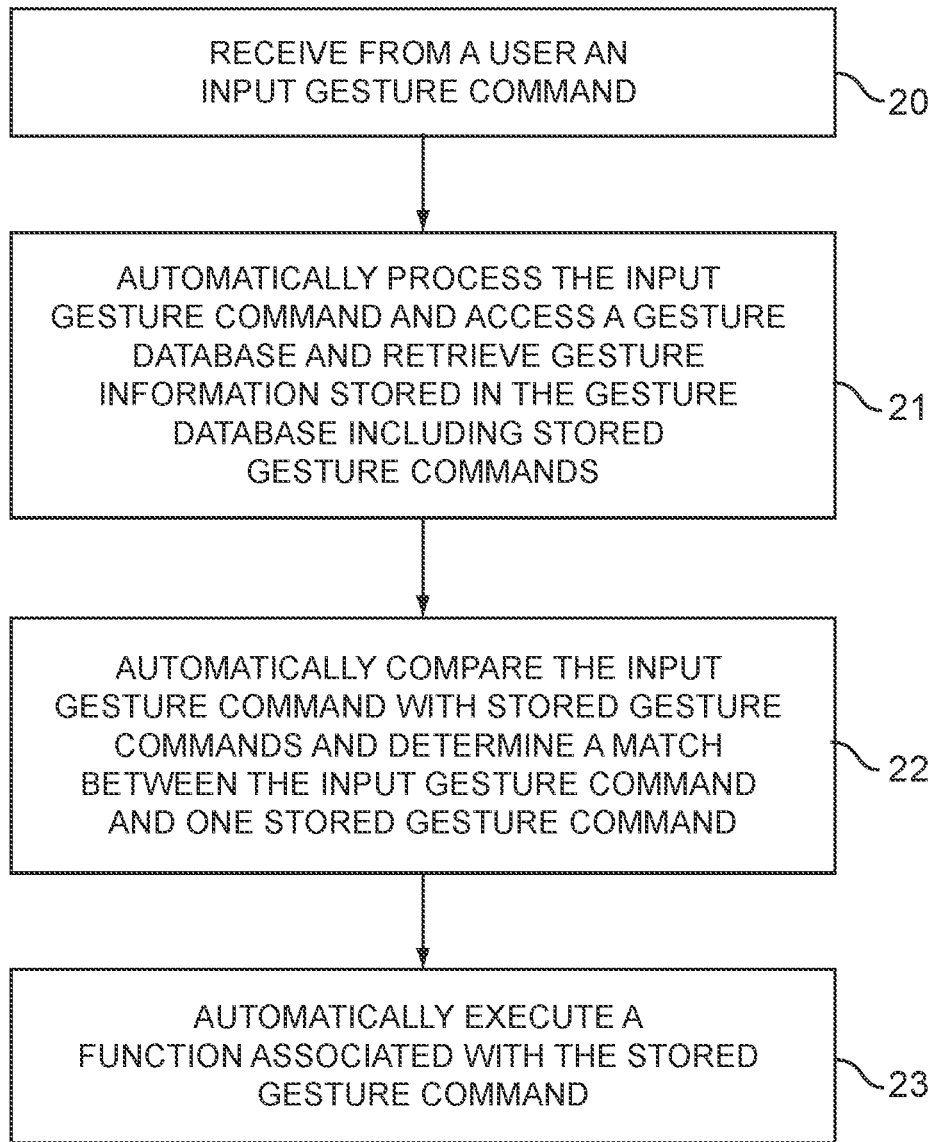 RECEIVE FROM A USER AN
INPUT GESTURE COMMAND
20
AUTOMATICALLY PROCESS THE INPUT
GESTURE COMMAND AND ACCESS A GESTURE
DATABASE AND RETRIEVE GESTURE
INFORMATION STORED IN THE GESTURE
DATABASE INCLUDING STORED
GESTURE COMMANDS
21
AUTOMATICALLY COMPARE THE INPUT
GESTURE COMMAND WITH STORED GESTURE
COMMANDS AND DETERMINE A MATCH
BETWEEN THE INPUT GESTURE COMMAND
AND ONE STORED GESTURE COMMAND
22
AUTOMATICALLY EXECUTE A
FUNCTION ASSOCIATED WITH THE STORED
GESTURE COMMAND
23